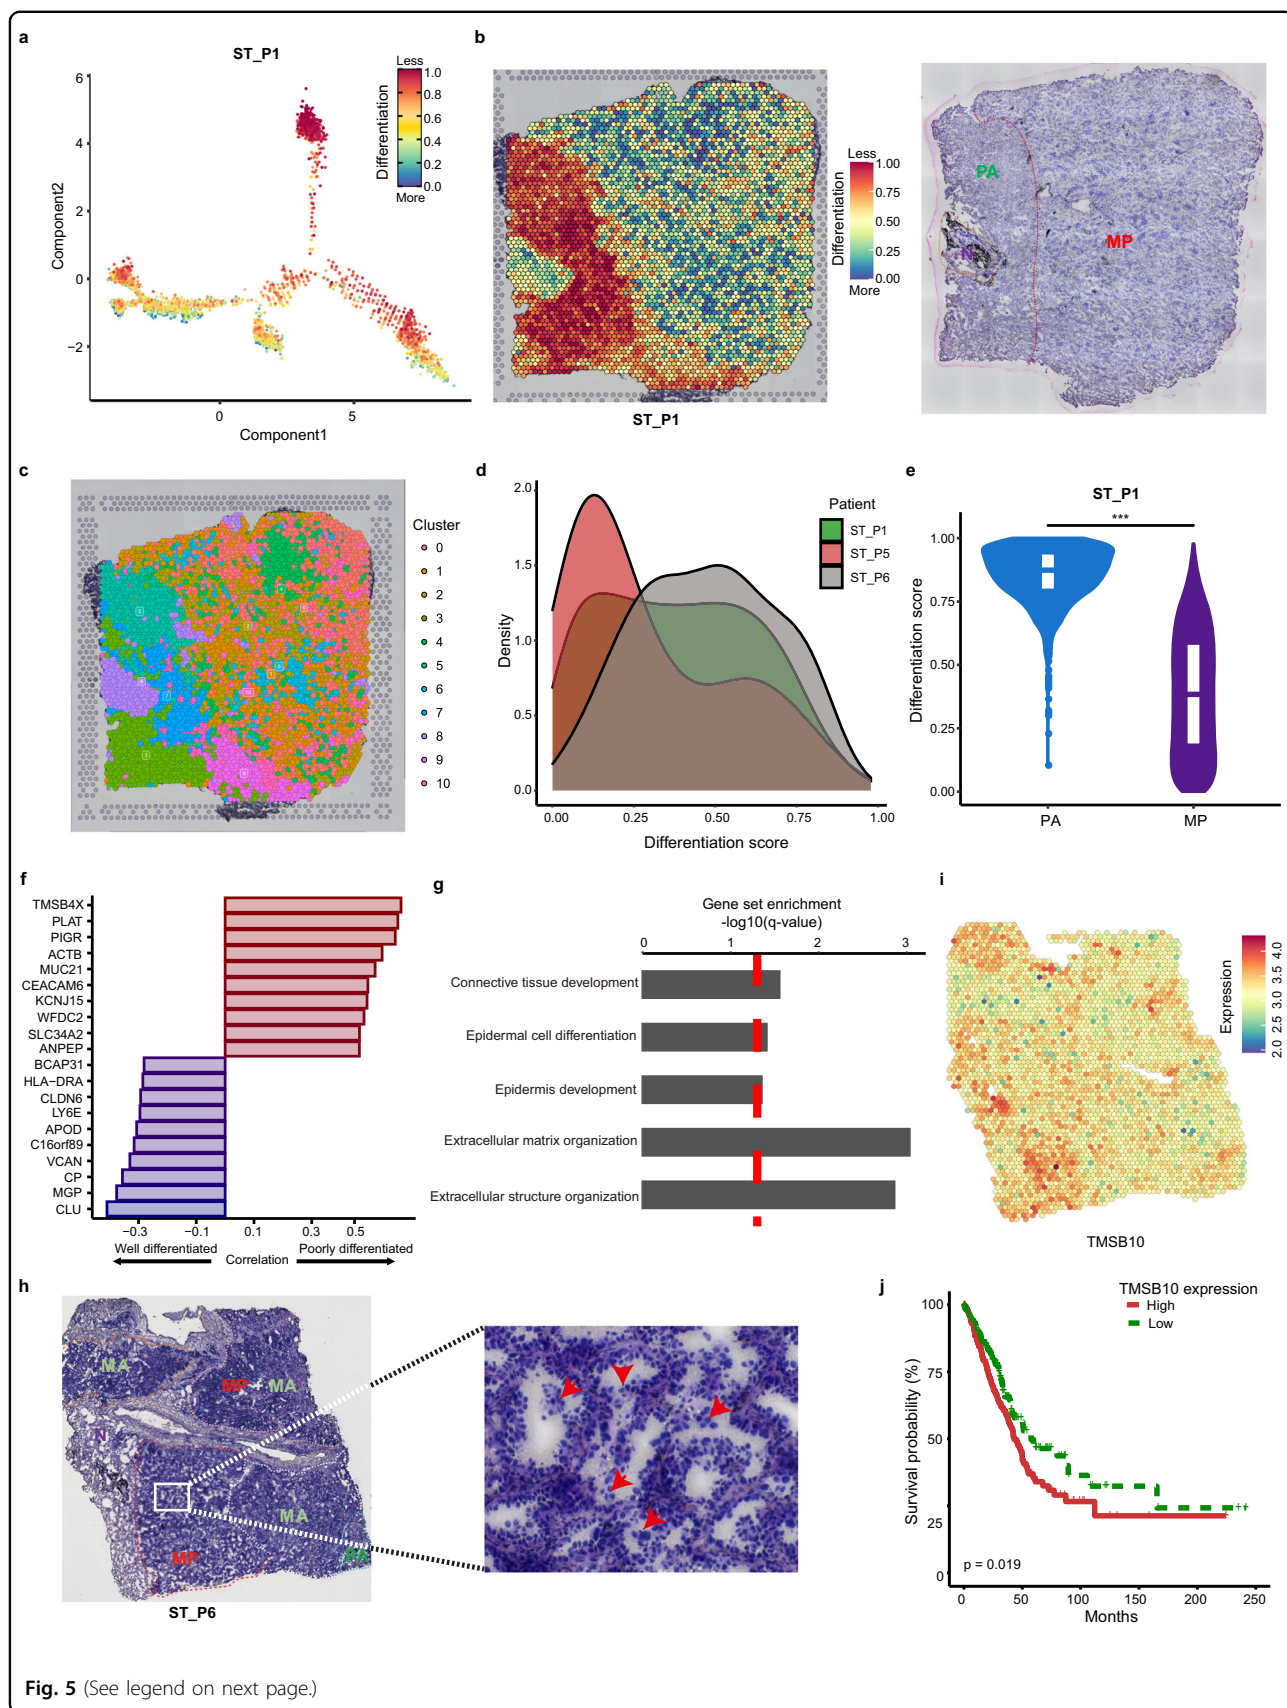 a
ST_P1
Less
1.0
0.8
0.6
0.4
0.2
0.0
More
Differentiation
6
4
2
0
−2
Component2
0
5
Component1
b
Less
1.00
0.75
0.50
0.25
0.00
More
Differentiation
ST_P1
PA
N
MP
c
Cluster
0
1
2
3
4
5
6
7
8
9
10
d
2.0
1.5
1.0
0.5
0.0
Density
Patient
ST_P1
ST_P5
ST_P6
0.00
0.25
0.50
0.75
1.00
Differentiation score
e
ST_P1
***
1.00
0.75
0.50
0.25
0.00
Differentiation score
PA
MP
f
TMSB4X
PLAT
PIGR
ACTB
MUC21
CEACAM6
KCNJ15
WFDC2
SLC34A2
ANPEP
BCAP31
HLA−DRA
CLDN6
LY6E
APOD
C16orf89
VCAN
CP
MGP
CLU
−0.3
−0.1
0.1
0.3
0.5
Well differentiated
Correlation
Poorly differentiated
g
Gene set enrichment
-log10(q-value)
0
1
2
3
Connective tissue development
Epidermal cell differentiation
Epidermis development
Extracellular matrix organization
Extracellular structure organization
i
Expression
4.0
3.5
3.0
2.5
2.0
TMSB10
h
MA
MP + MA
N
MA
MP
PA
ST_P6
j
TMSB10 expression
High
Low
100
75
50
25
0
Survival probability (%)
p = 0.019
0
50
100
150
200
250
Months
Fig. 5 (See legend on next page.)